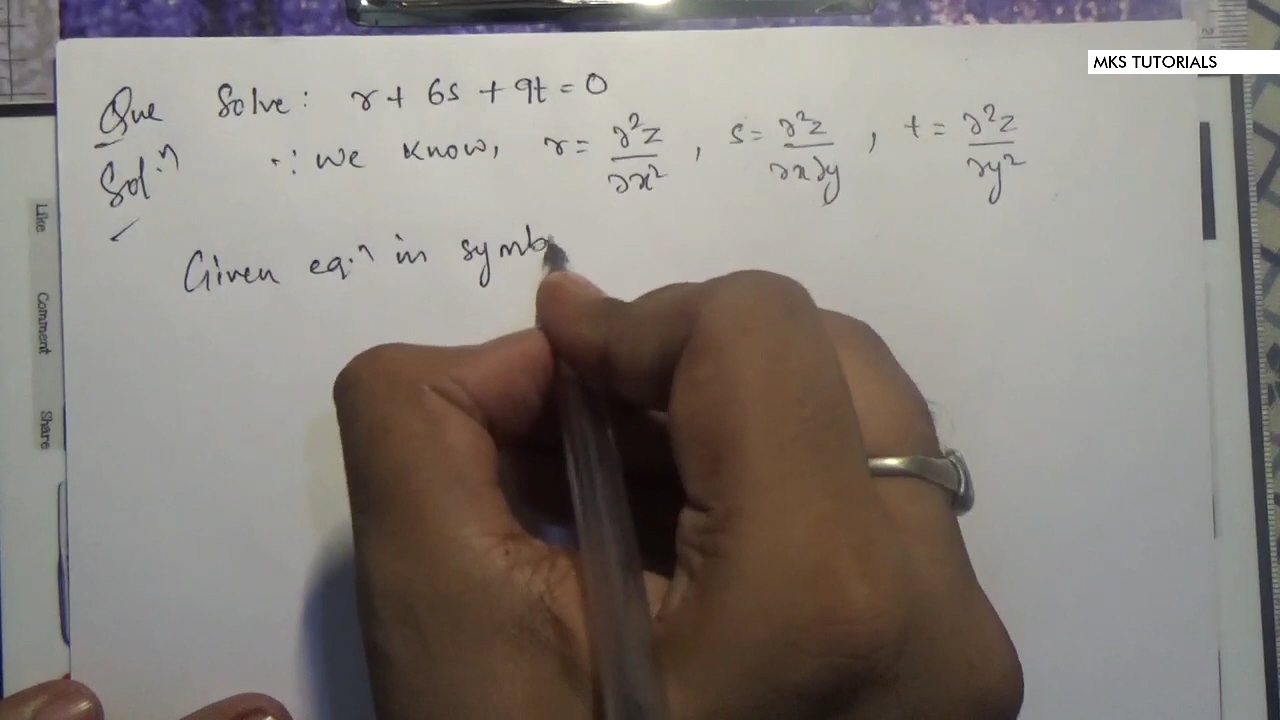 MKS TUTORIALS
Que Solve: r + 6s + 9t = 0
Sol.ⁿ ∵ we know, r = ∂²z/∂x² , s = ∂²z/∂x∂y , t = ∂²z/∂y²
Given eq.ⁿ in symb
Like
Comment
Share